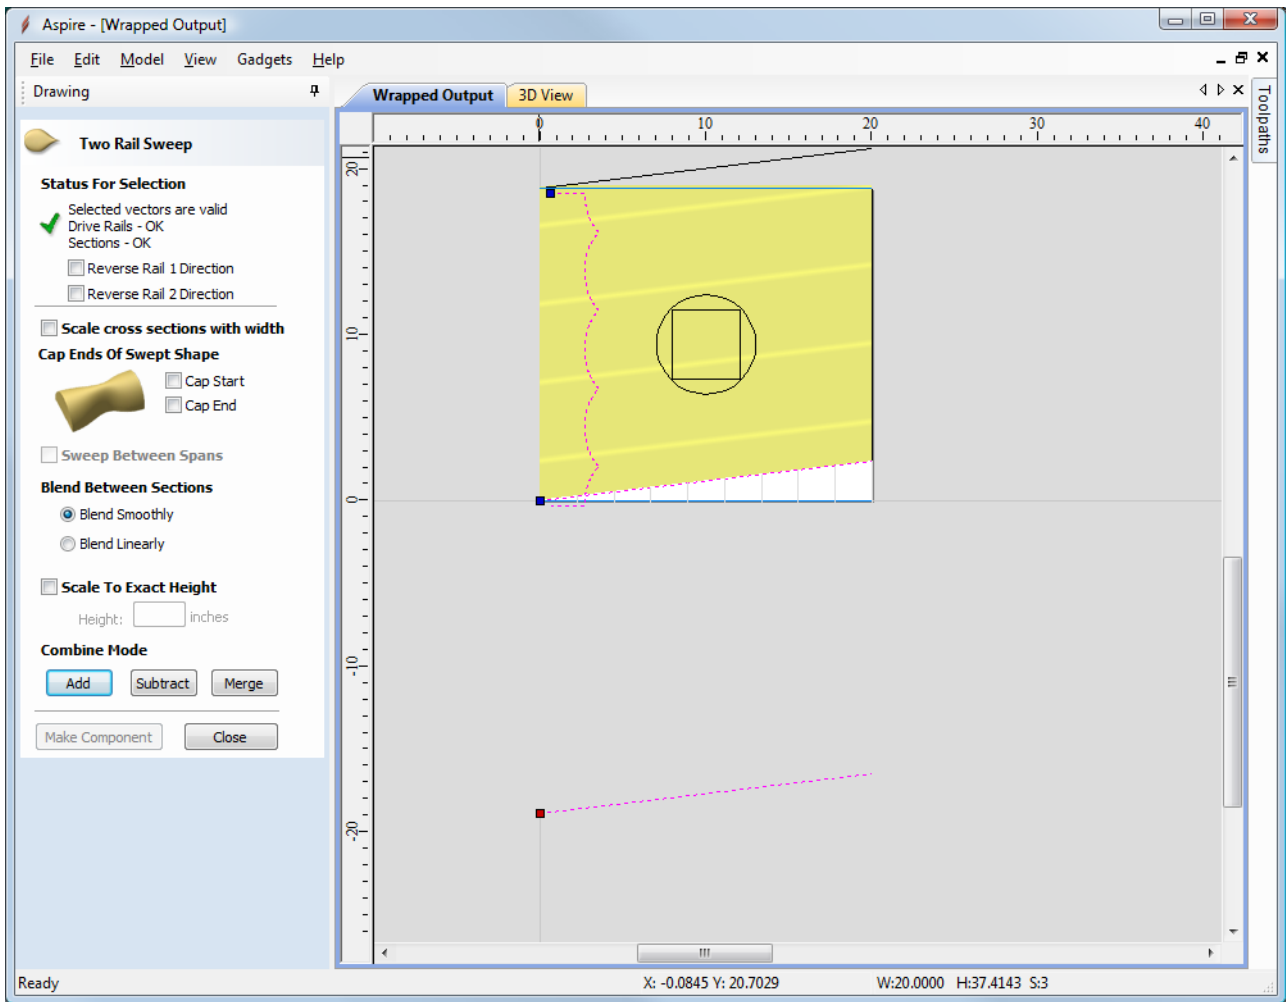 Aspire - [Wrapped Output]
File Edit Model View Gadgets Help
Drawing
Wrapped Output 3D View
Toolpaths
Two Rail Sweep
Status For Selection
Selected vectors are valid
Drive Rails - OK
Sections - OK
Reverse Rail 1 Direction
Reverse Rail 2 Direction
Scale cross sections with width
Cap Ends Of Swept Shape
Cap Start
Cap End
Sweep Between Spans
Blend Between Sections
Blend Smoothly
Blend Linearly
Scale To Exact Height
Height: inches
Combine Mode
Add Subtract Merge
Make Component Close
0 10 20 30 40
20
10
0
-10
-20
Ready X: -0.0845 Y: 20.7029 W:20.0000 H:37.4143 S:3